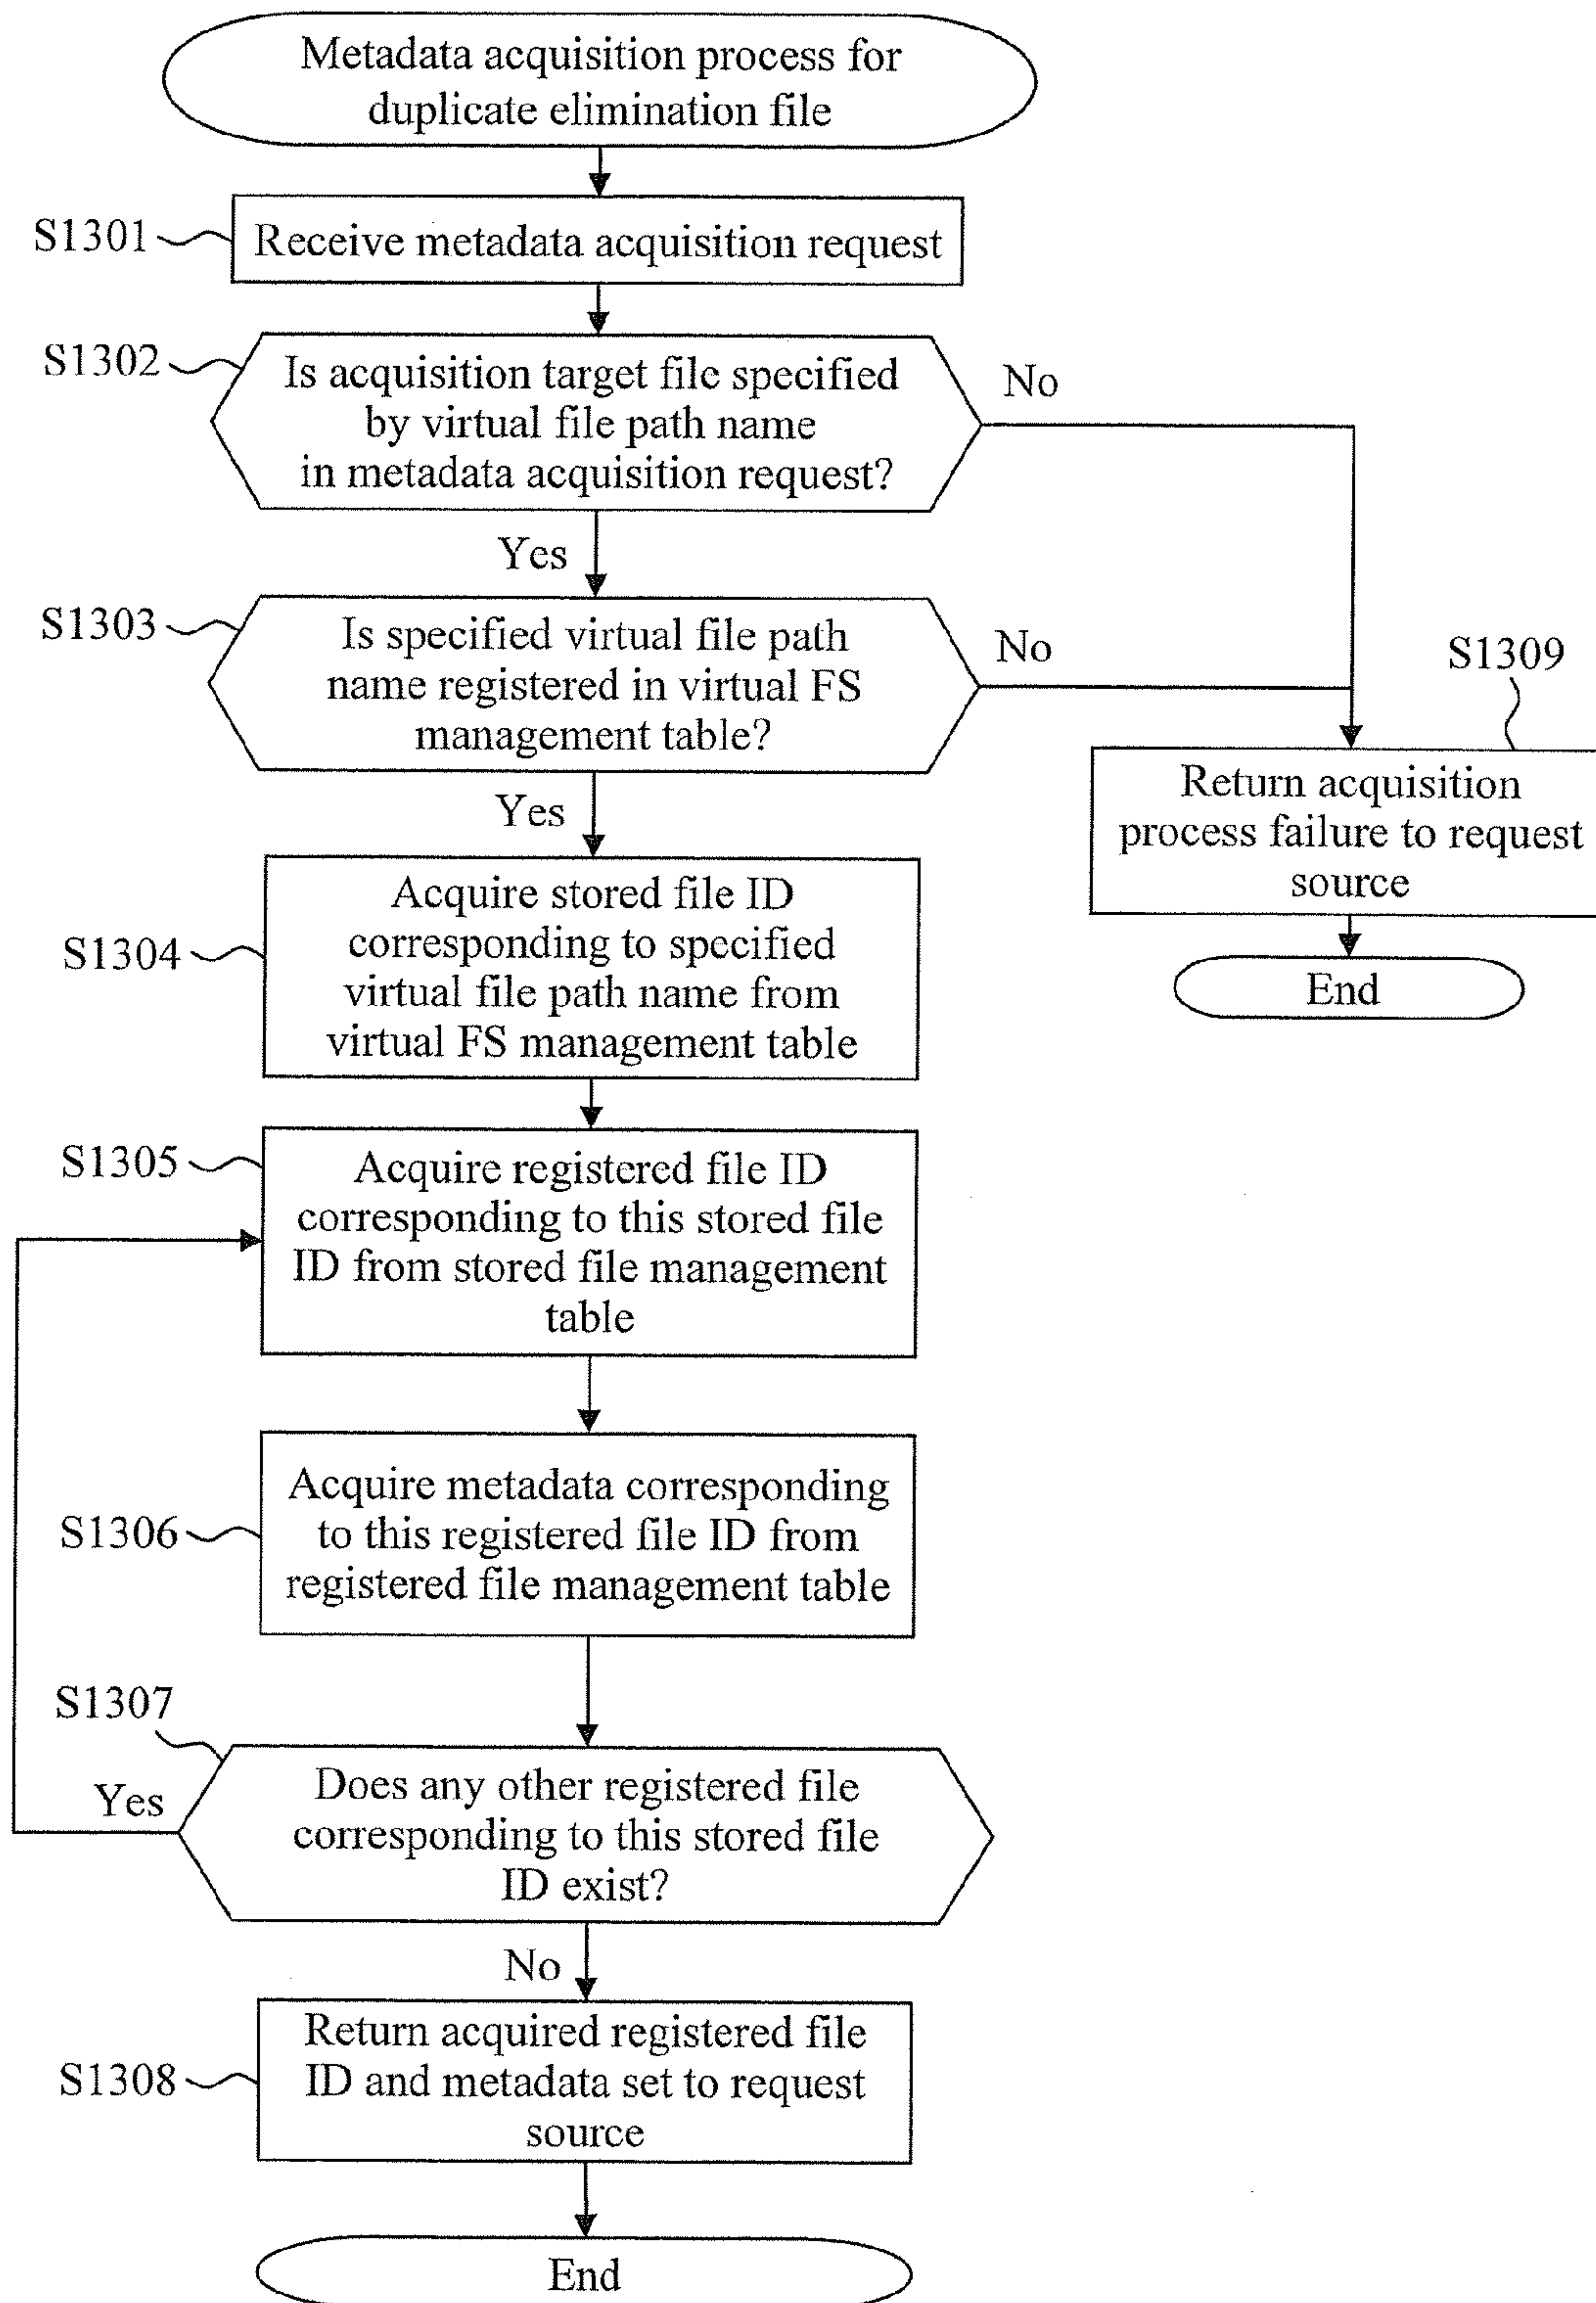 Metadata acquisition process for
duplicate elimination file
S1301
Receive metadata acquisition request
S1302
Is acquisition target file specified
by virtual file path name
in metadata acquisition request?
No
Yes
S1303
Is specified virtual file path
name registered in virtual FS
management table?
No
S1309
Return acquisition
process failure to request
source
End
Yes
S1304
Acquire stored file ID
corresponding to specified
virtual file path name from
virtual FS management table
S1305
Acquire registered file ID
corresponding to this stored file
ID from stored file management
table
S1306
Acquire metadata corresponding
to this registered file ID from
registered file management table
S1307
Yes
Does any other registered file
corresponding to this stored file
ID exist?
No
S1308
Return acquired registered file
ID and metadata set to request
source
End